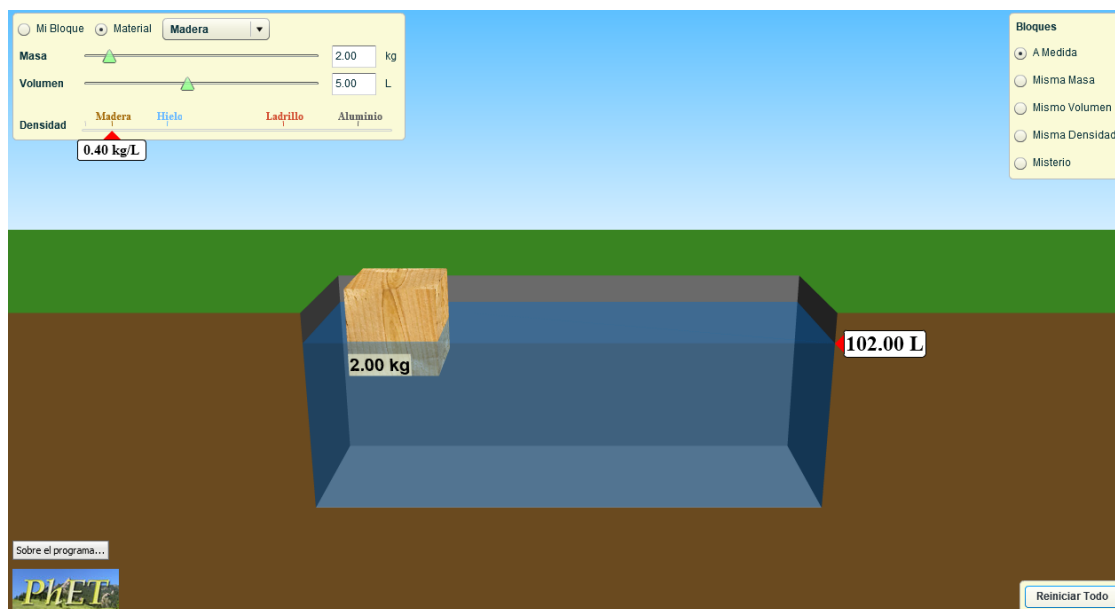 Mi Bloque Material Madera
Masa 2.00 kg
Volumen 5.00 L
Madera Hielo Ladrillo Aluminio
Densidad
0.40 kg/L
Bloques
A Medida
Misma Masa
Mismo Volumen
Misma Densidad
Misterio
2.00 kg
102.00 L
Sobre el programa...
PhET
Reiniciar Todo